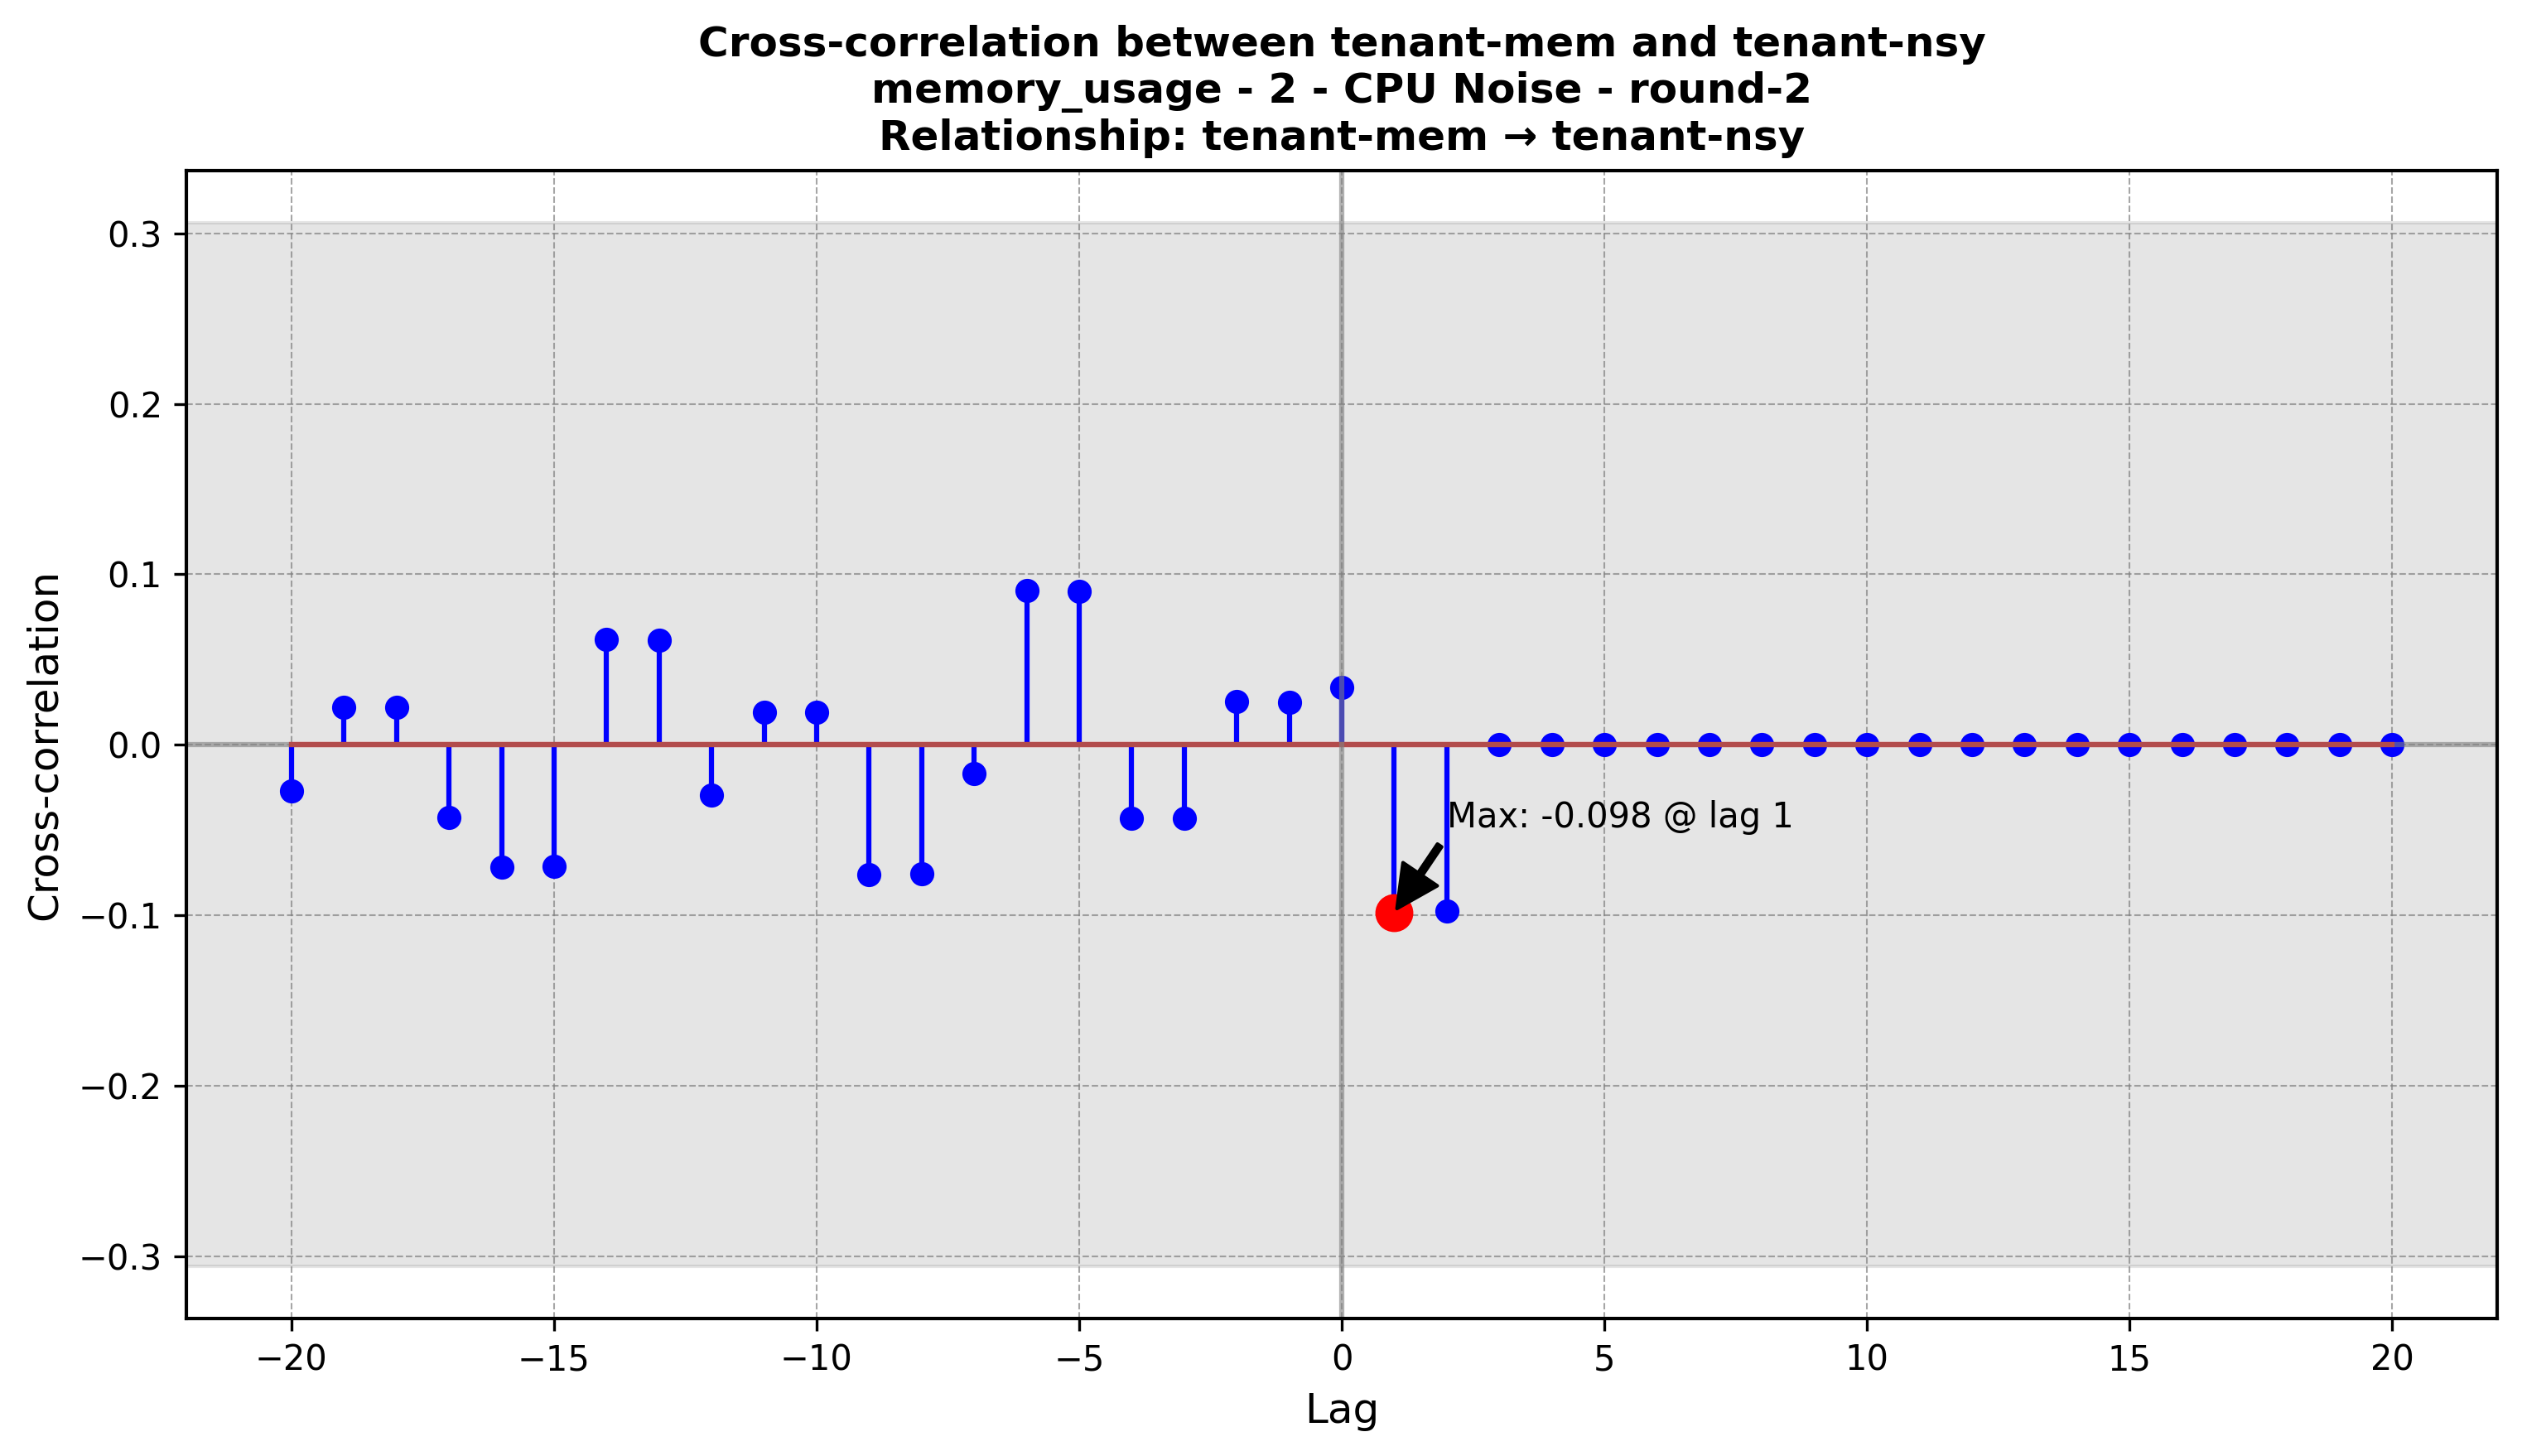 Cross-correlation between tenant-mem and tenant-nsy
memory_usage - 2 - CPU Noise - round-2
Relationship: tenant-mem → tenant-nsy
Cross-correlation
0.3
0.2
0.1
0.0
−0.1
−0.2
−0.3
Max: -0.098 @ lag 1
−20 −15 −10 −5 0 5 10 15 20
Lag